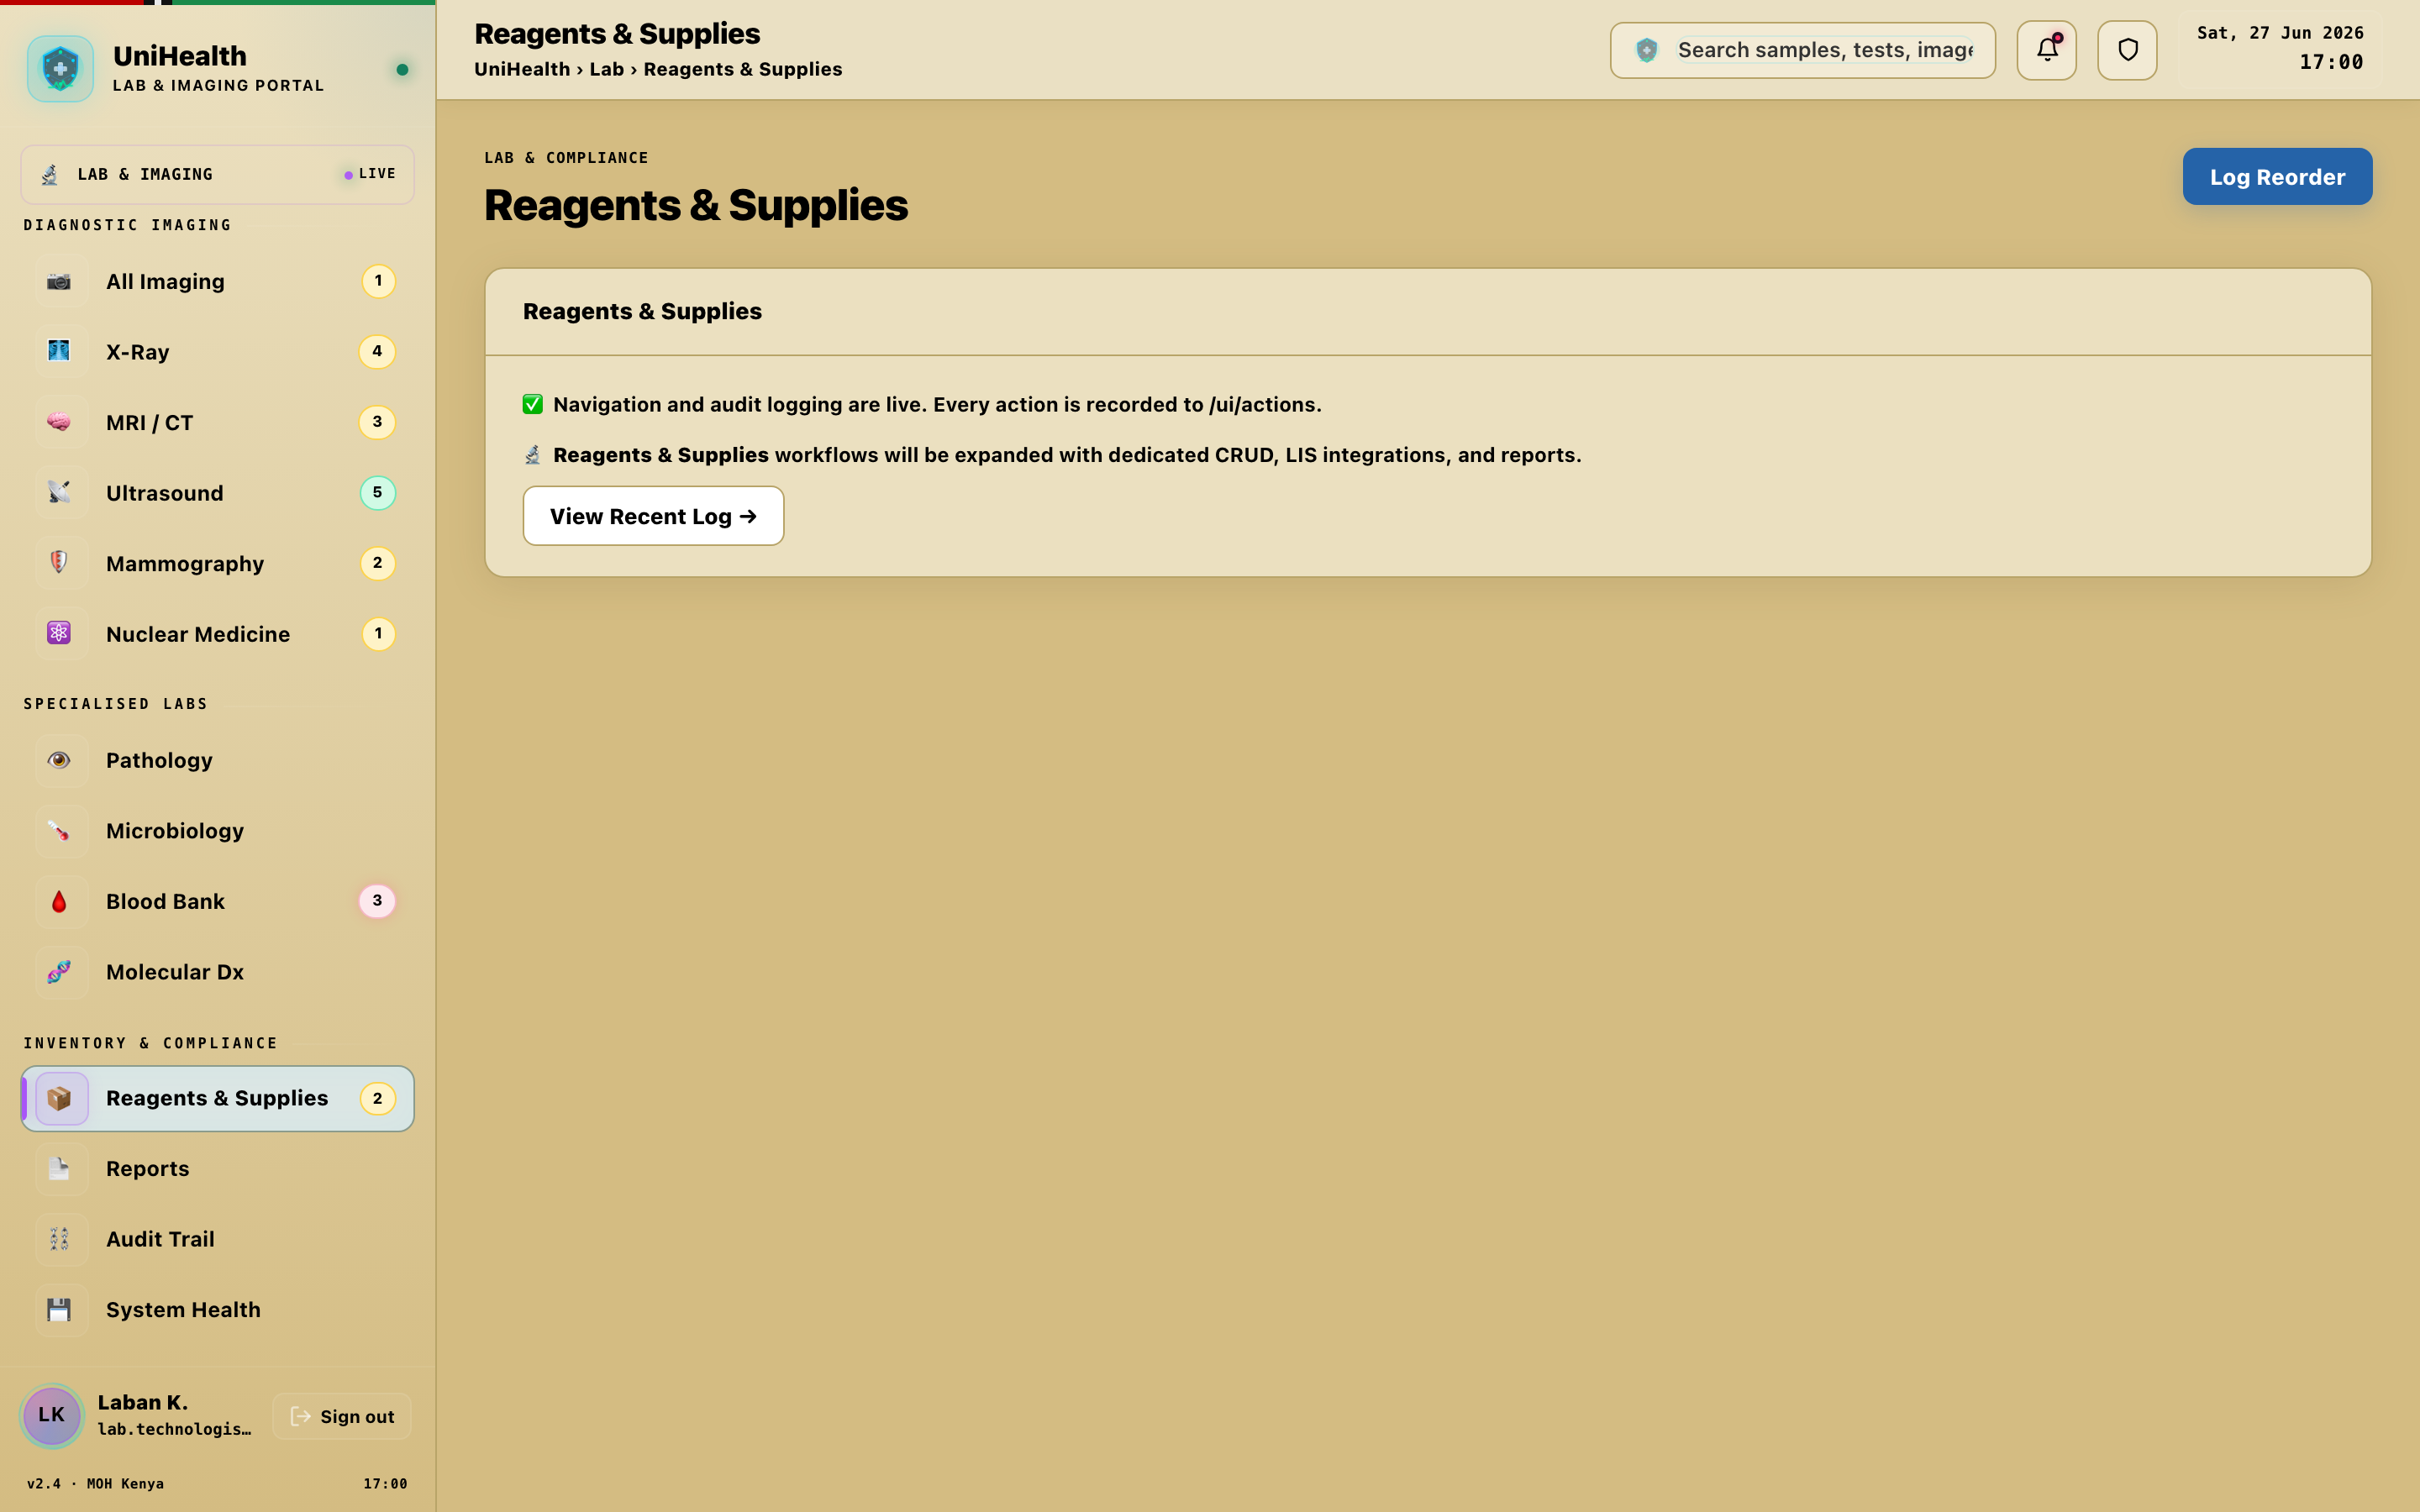 UniHealth
LAB & IMAGING PORTAL
LAB & IMAGING
LIVE
DIAGNOSTIC IMAGING
All Imaging
1
X-Ray
4
MRI / CT
3
Ultrasound
5
Mammography
2
Nuclear Medicine
1
SPECIALISED LABS
Pathology
Microbiology
Blood Bank
3
Molecular Dx
INVENTORY & COMPLIANCE
Reagents & Supplies
2
Reports
Audit Trail
System Health
LK
Laban K.
lab.technologis…
Sign out
v2.4 · MOH Kenya
17:00
Reagents & Supplies
UniHealth › Lab › Reagents & Supplies
Search samples, tests, image
Sat, 27 Jun 2026
17:00
LAB & COMPLIANCE
Reagents & Supplies
Log Reorder
Reagents & Supplies
✅ Navigation and audit logging are live. Every action is recorded to /ui/actions.
🔬 Reagents & Supplies workflows will be expanded with dedicated CRUD, LIS integrations, and reports.
View Recent Log →